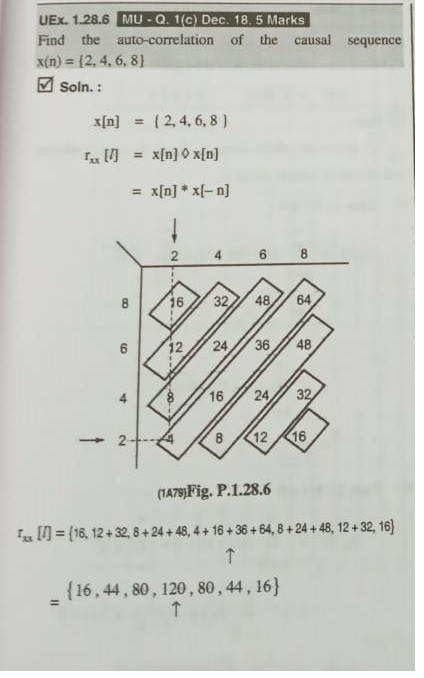 UEx. 1.28.6 MU - Q. 1(c) Dec. 18, 5 Marks
Find the auto-correlation of the causal sequence
x(n) = {2, 4, 6, 8}
☑ Soln. :
x[n] = { 2, 4, 6, 8 }
rxx [l] = x[n] ◊ x[n]
= x[n] * x[– n]
↓
2 4 6 8
8 16 32 48 64
6 12 24 36 48
4 8 16 24 32
→ 2 4 8 12 16
(1A79)Fig. P.1.28.6
rxx [l] = {16, 12 + 32, 8 + 24 + 48, 4 + 16 + 36 + 64, 8 + 24 + 48, 12 + 32, 16}
↑
= {16 , 44 , 80 , 120 , 80 , 44 , 16}
↑